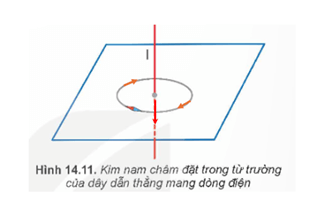 I
Hình 14.11. Kim nam châm đặt trong từ trường
của dây dẫn thẳng mang dòng điện